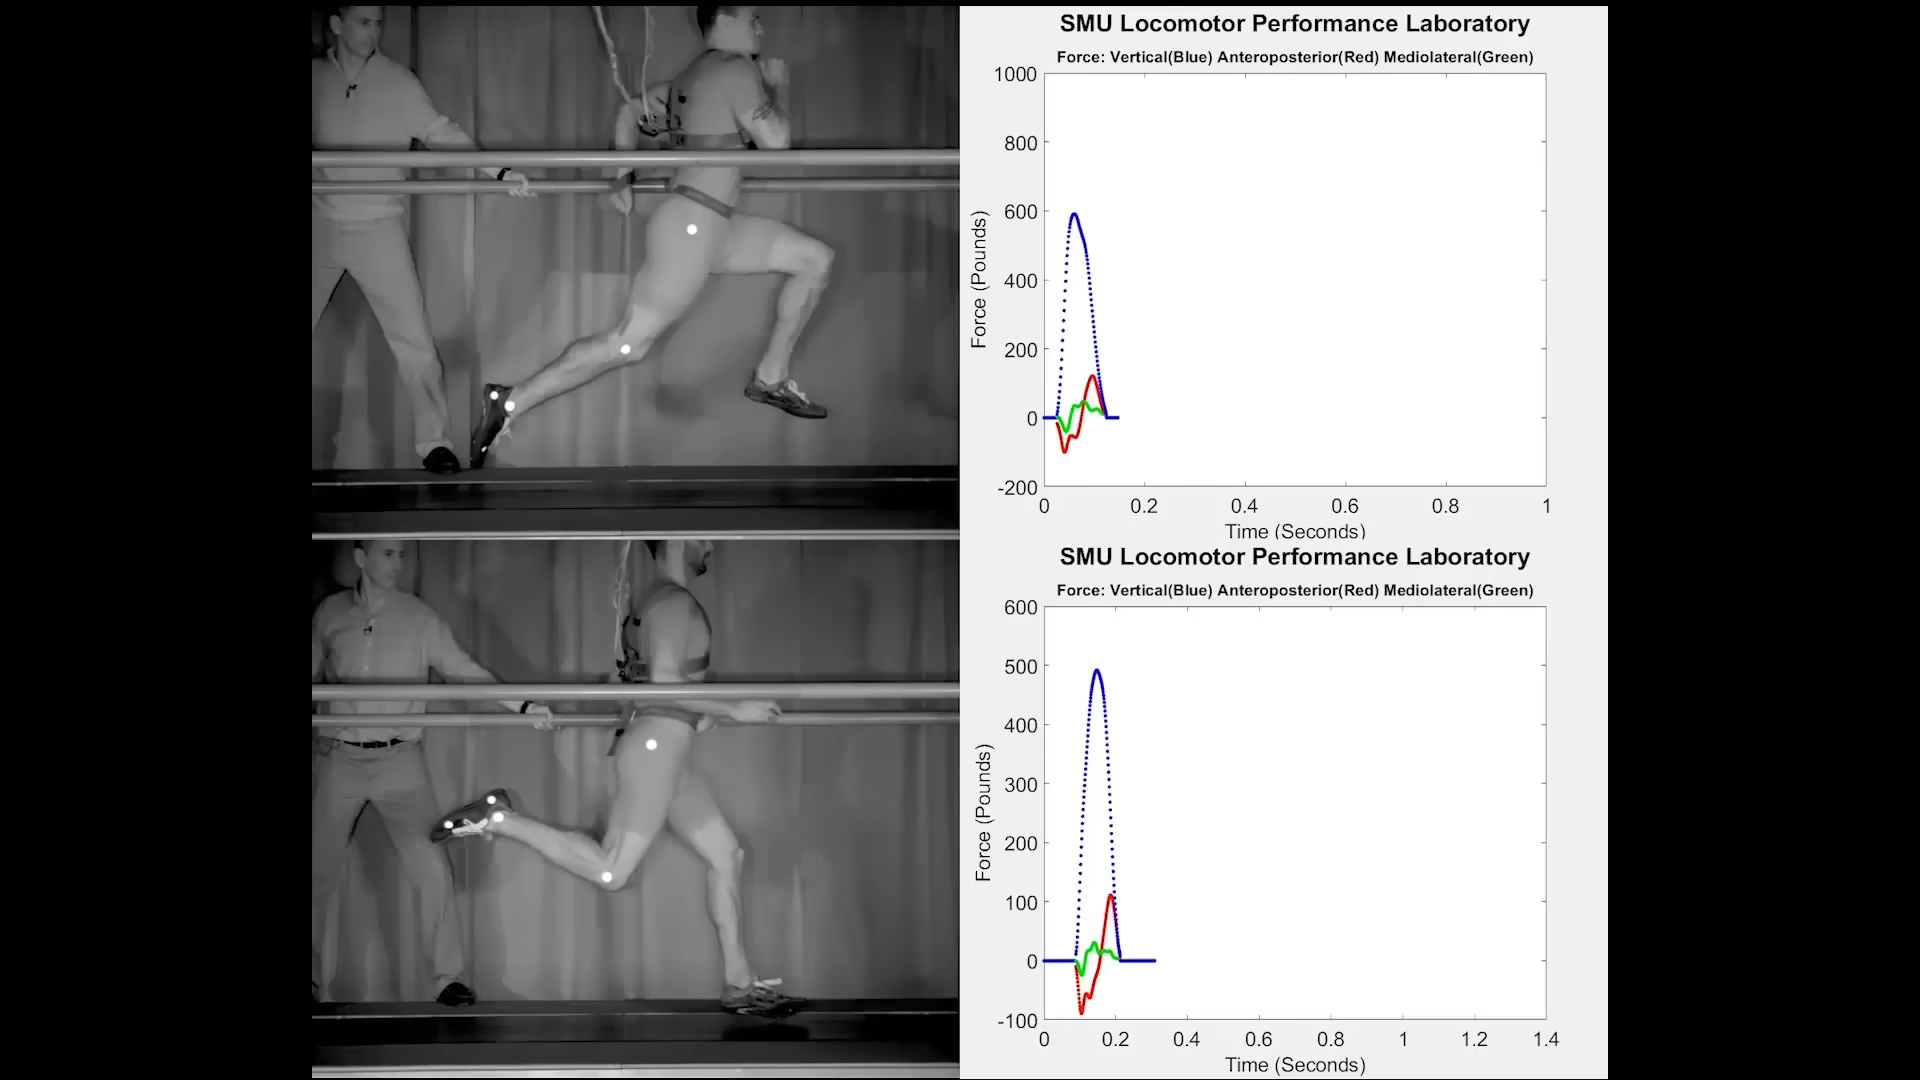 SMU Locomotor Performance Laboratory
Force: Vertical(Blue) Anteroposterior(Red) Mediolateral(Green)
1000
800
600
400
200
0
-200
Force (Pounds)
0 0.2 0.4 0.6 0.8 1
Time (Seconds)
SMU Locomotor Performance Laboratory
Force: Vertical(Blue) Anteroposterior(Red) Mediolateral(Green)
600
500
400
300
200
100
0
-100
Force (Pounds)
0 0.2 0.4 0.6 0.8 1 1.2 1.4
Time (Seconds)